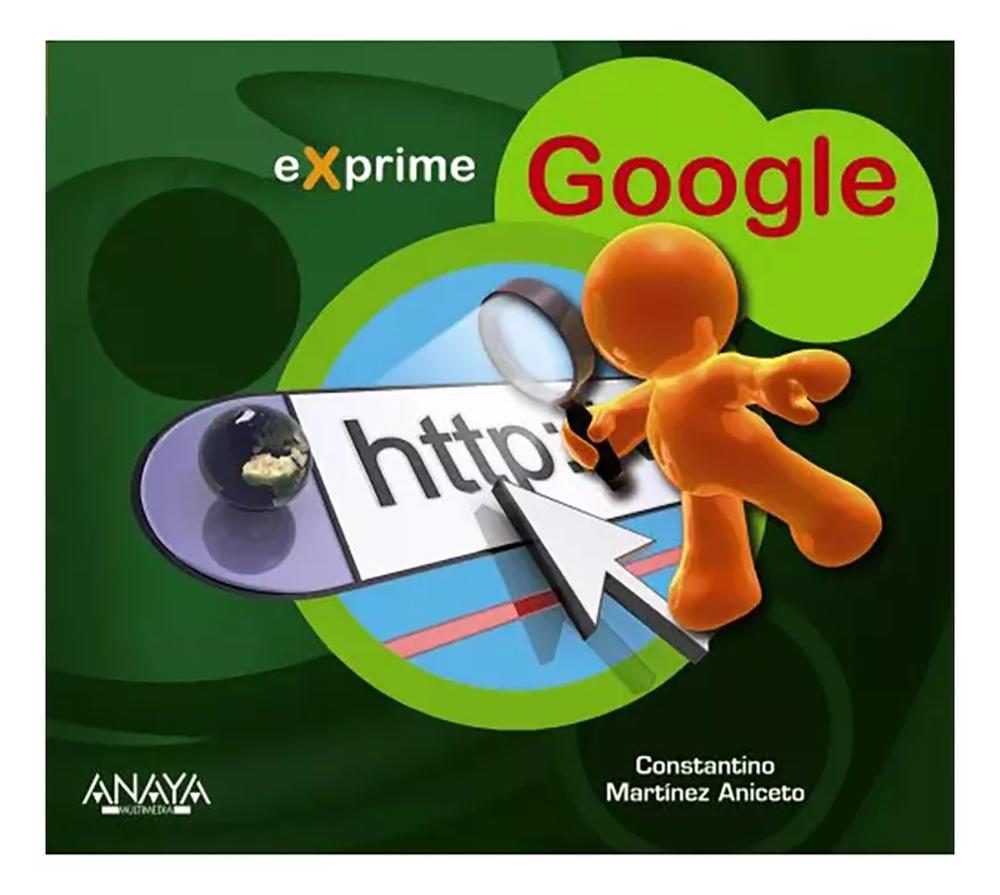 eXprime
Google
http:
Constantino
Martínez Aniceto
ANAYA
MULTIMEDIA